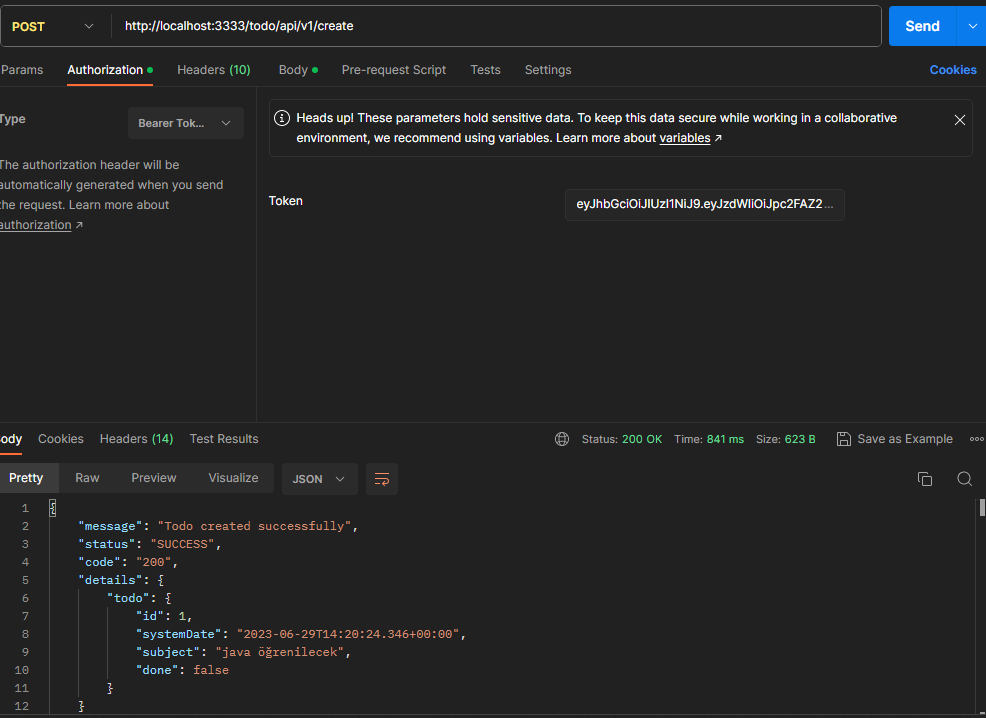 POST http://localhost:3333/todo/api/v1/create Send
Params Authorization Headers (10) Body Pre-request Script Tests Settings Cookies
Type Bearer Tok...
The authorization header will be
automatically generated when you send
the request. Learn more about
authorization ↗
Heads up! These parameters hold sensitive data. To keep this data secure while working in a collaborative
environment, we recommend using variables. Learn more about variables ↗
Token eyJhbGciOiJIUzI1NiJ9.eyJzdWIiOiJpc2FAZ2 ...
Body Cookies Headers (14) Test Results Status: 200 OK Time: 841 ms Size: 623 B Save as Example
Pretty Raw Preview Visualize JSON
1 {
2 "message": "Todo created successfully",
3 "status": "SUCCESS",
4 "code": "200",
5 "details": {
6 "todo": {
7 "id": 1,
8 "systemDate": "2023-06-29T14:20:24.346+00:00",
9 "subject": "java öğrenilecek",
10 "done": false
11 }
12 }